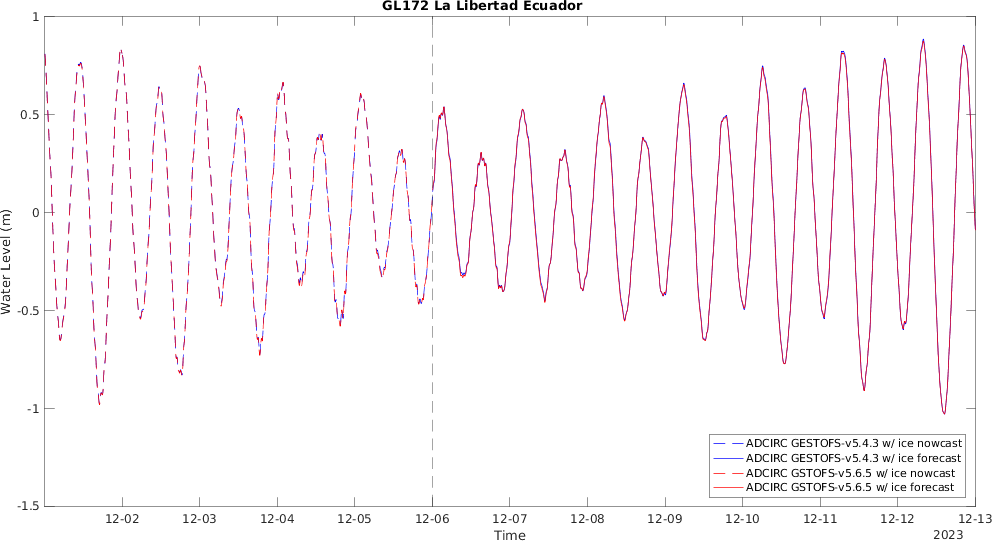 GL172 La Libertad Ecuador
Water Level (m)
1
0.5
0
-0.5
-1
-1.5
ADCIRC GESTOFS-v5.4.3 w/ ice nowcast
ADCIRC GESTOFS-v5.4.3 w/ ice forecast
ADCIRC GSTOFS-v5.6.5 w/ ice nowcast
ADCIRC GSTOFS-v5.6.5 w/ ice forecast
12-02 12-03 12-04 12-05 12-06 12-07 12-08 12-09 12-10 12-11 12-12 12-13
Time
2023